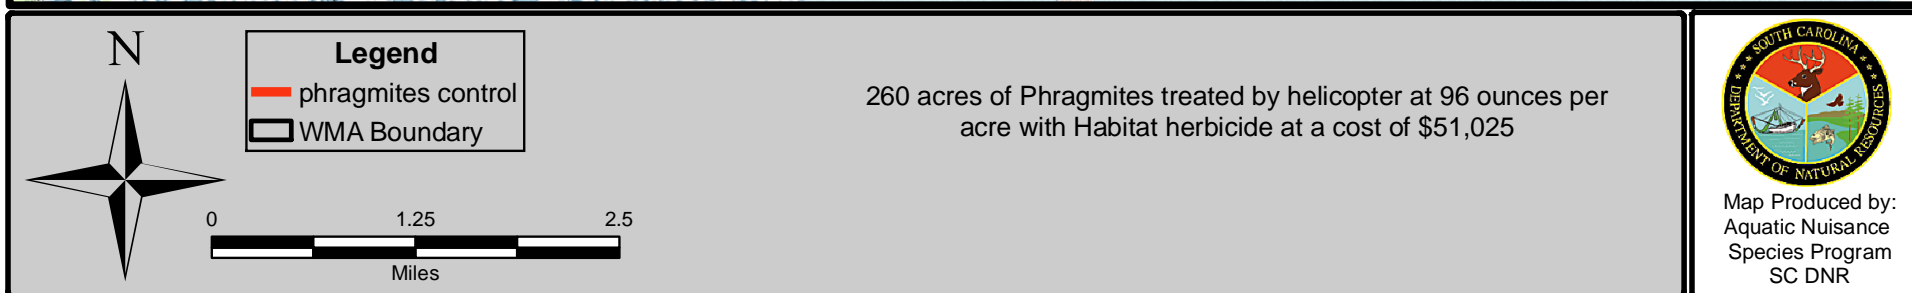 N
Legend
phragmites control
WMA Boundary
0 1.25 2.5
Miles
260 acres of Phragmites treated by helicopter at 96 ounces per
acre with Habitat herbicide at a cost of $51,025
SOUTH CAROLINA
DEPARTMENT OF NATURAL RESOURCES
Map Produced by:
Aquatic Nuisance
Species Program
SC DNR